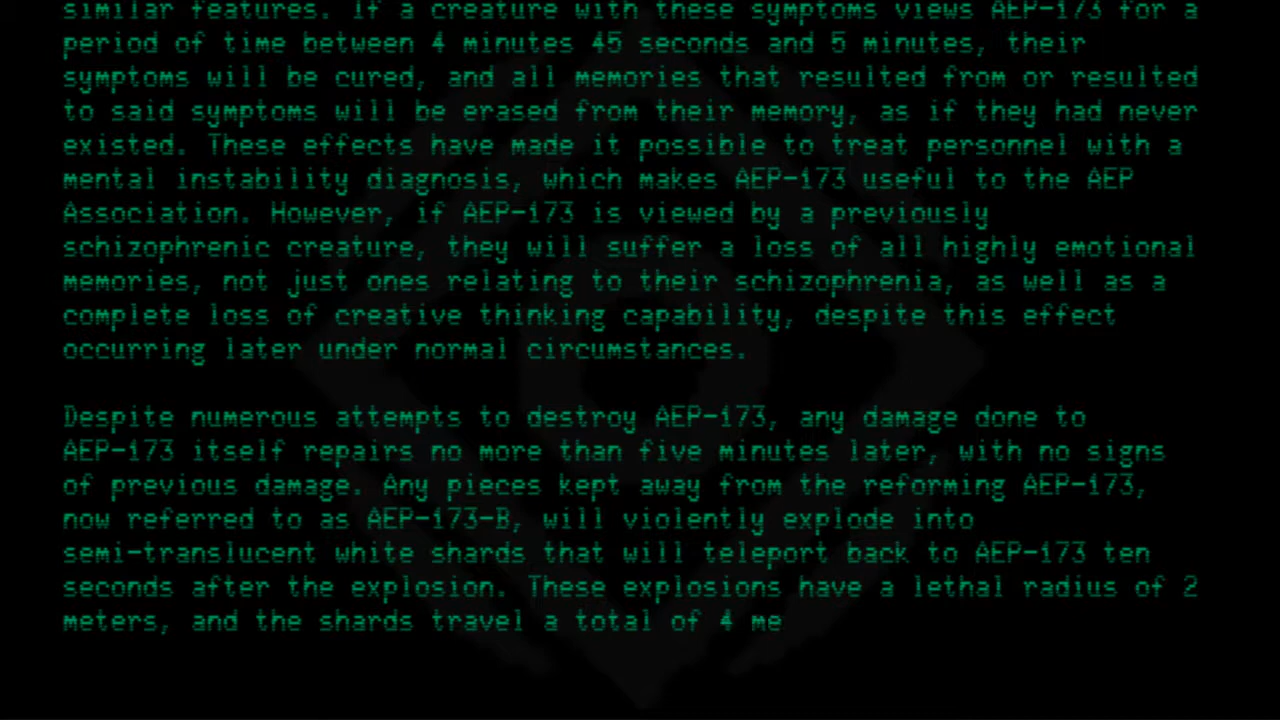 similar features. If a creature with these symptoms views AEP-173 for a
period of time between 4 minutes 45 seconds and 5 minutes, their
symptoms will be cured, and all memories that resulted from or resulted
to said symptoms will be erased from their memory, as if they had never
existed. These effects have made it possible to treat personnel with a
mental instability diagnosis, which makes AEP-173 useful to the AEP
Association. However, if AEP-173 is viewed by a previously
schizophrenic creature, they will suffer a loss of all highly emotional
memories, not just ones relating to their schizophrenia, as well as a
complete loss of creative thinking capability, despite this effect
occurring later under normal circumstances.
Despite numerous attempts to destroy AEP-173, any damage done to
AEP-173 itself repairs no more than five minutes later, with no signs
of previous damage. Any pieces kept away from the reforming AEP-173,
now referred to as AEP-173-B, will violently explode into
semi-translucent white shards that will teleport back to AEP-173 ten
seconds after the explosion. These explosions have a lethal radius of 2
meters, and the shards travel a total of 4 me